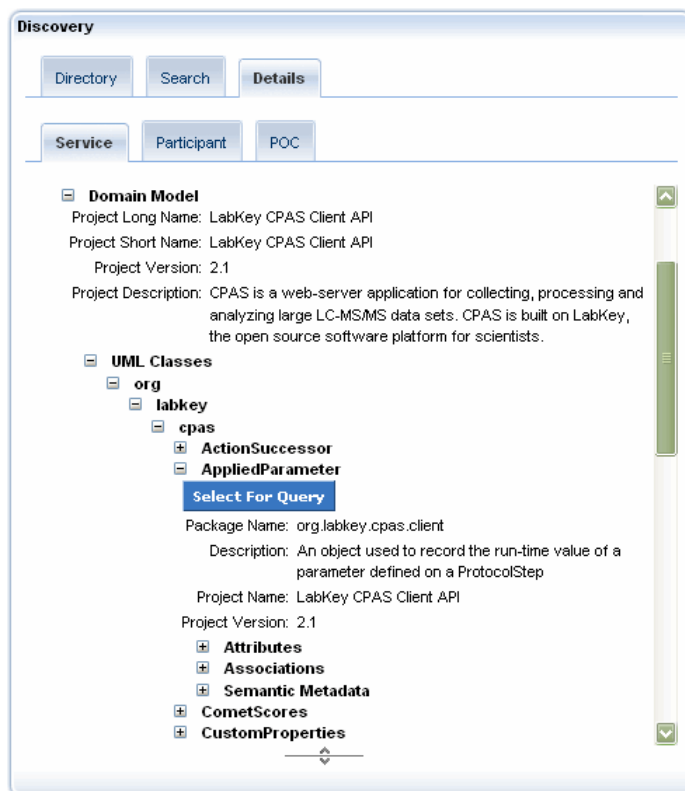 Discovery
Directory Search Details
Service Participant POC
Domain Model
Project Long Name: LabKey CPAS Client API
Project Short Name: LabKey CPAS Client API
Project Version: 2.1
Project Description: CPAS is a web-server application for collecting, processing and
analyzing large LC-MS/MS data sets. CPAS is built on LabKey,
the open source software platform for scientists.
UML Classes
org
labkey
cpas
ActionSuccessor
AppliedParameter
Select For Query
Package Name: org.labkey.cpas.client
Description: An object used to record the run-time value of a
parameter defined on a ProtocolStep
Project Name: LabKey CPAS Client API
Project Version: 2.1
Attributes
Associations
Semantic Metadata
CometScores
CustomProperties